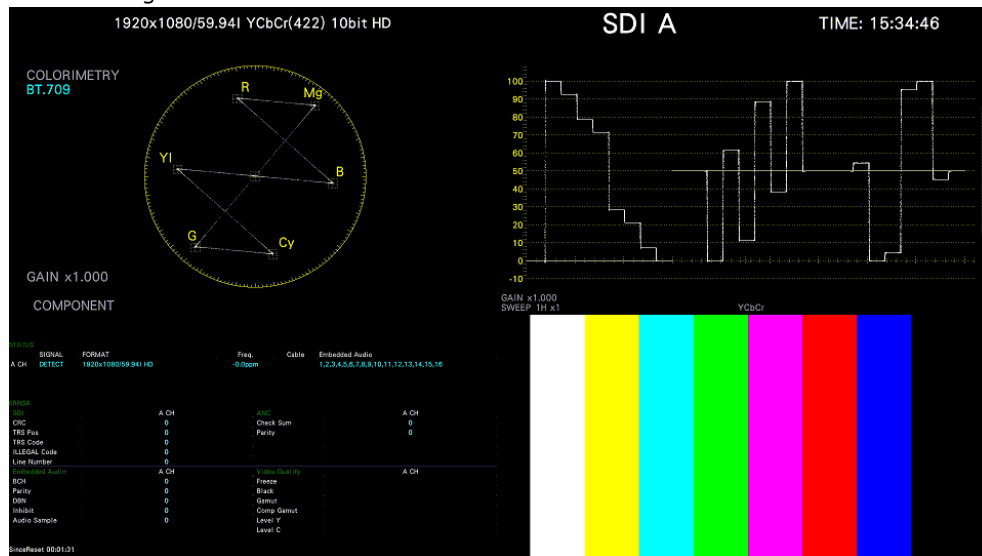 1920x1080/59.94I YCbCr(422) 10bit HD
SDI A
TIME: 15:34:46
COLORIMETRY
BT.709
R
Mg
Yl
B
G
Cy
GAIN x1.000
COMPONENT
100
90
80
70
60
50
40
30
20
10
0
-10
GAIN x1.000
SWEEP 1H x1
YCbCr
STATUS
SIGNAL FORMAT Freq. Cable Embedded Audio
A CH DETECT 1920x1080/59.94I HD -0.0ppm 1,2,3,4,5,6,7,8,9,10,11,12,13,14,15,16
ERROR
SDI A CH ANC A CH
CRC 0 Check Sum 0
TRS Pos 0 Parity 0
TRS Code 0
ILLEGAL Code 0
Line Number 0
Embedded Audio A CH Video Quality A CH
BCH 0 Freeze
Parity 0 Black
DBN 0 Gamut
Inhibit 0 Comp Gamut
Audio Sample 0 Level Y
Level C
SinceReset 00:01:31